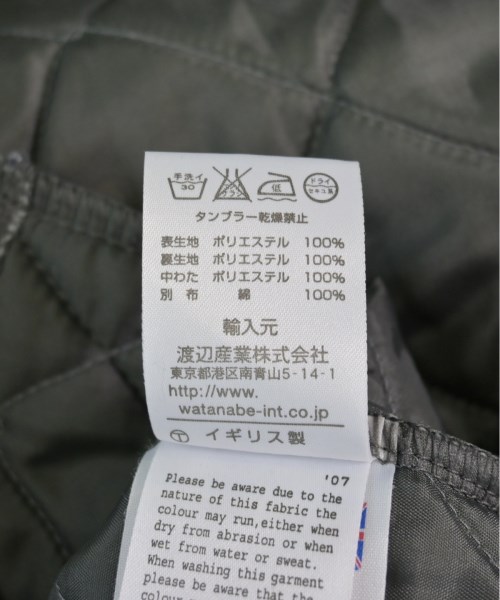 手洗イ
30
エンソ
サラシ
低
ドライ
セキユ系
タンブラー乾燥禁止
表生地 ポリエステル 100%
裏生地 ポリエステル 100%
中わた ポリエステル 100%
別 布 綿 100%
輸入元
渡辺産業株式会社
東京都港区南青山5-14-1
http://www.
watanabe-int.co.jp
Ⓣ イギリス製
'07
Please be aware due to the
nature of this fabric the
colour may run,either when
dry from abrasion or when
wet from water or sweat.
When washing this garment
please be aware that the